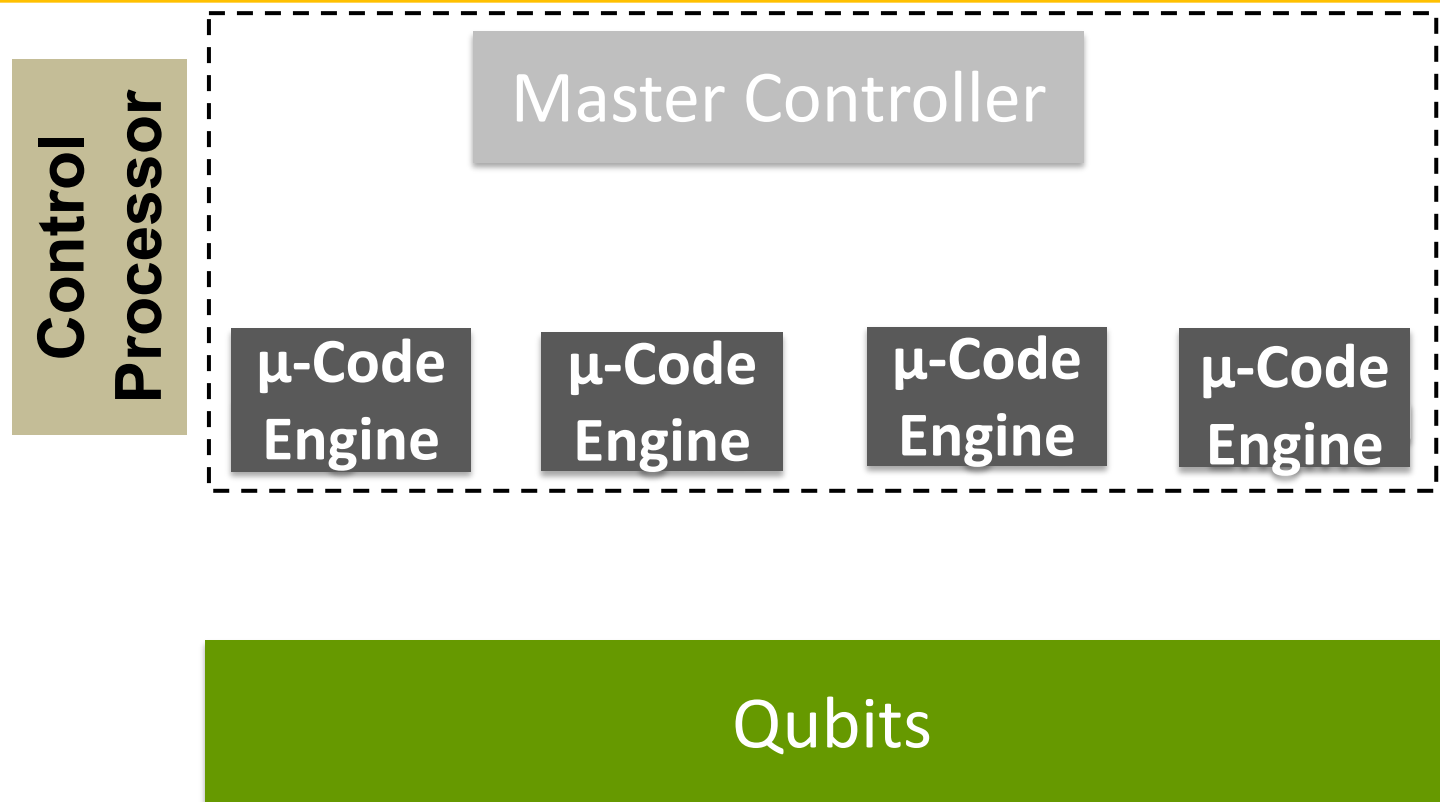 Control
Processor
Master Controller
μ-Code
Engine
μ-Code
Engine
μ-Code
Engine
μ-Code
Engine
Qubits